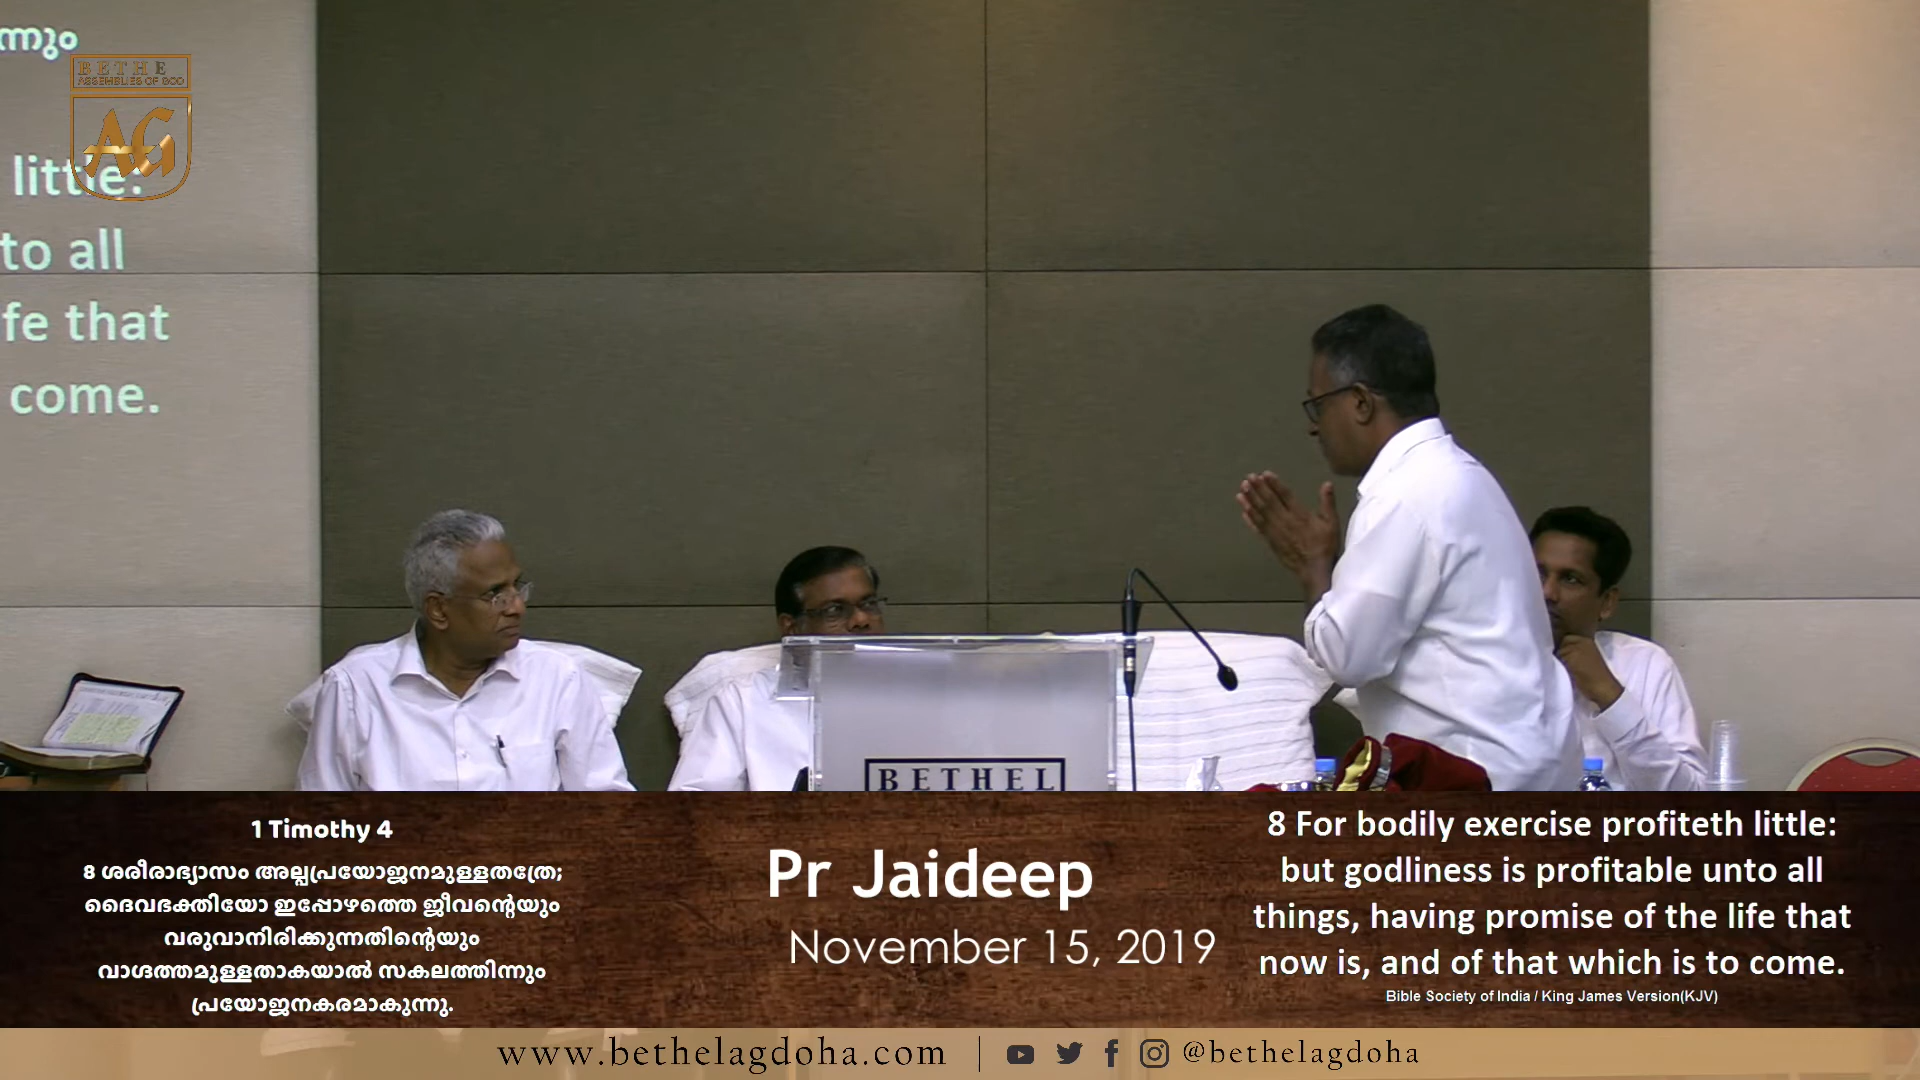 ന്നും
BETHE
ASSEMBLIES OF GOD
AG
little:
to all
fe that
come.
BETHEL
1 Timothy 4
8 ശരീരാഭ്യാസം അല്പപ്രയോജനമുള്ളതത്രേ;
ദൈവഭക്തിയോ ഇപ്പോഴത്തെ ജീവന്റെയും
വരുവാനിരിക്കുന്നതിന്റെയും
വാഗ്ദത്തമുള്ളതാകയാൽ സകലത്തിന്നും
പ്രയോജനകരമാകുന്നു.
Pr Jaideep
November 15, 2019
8 For bodily exercise profiteth little:
but godliness is profitable unto all
things, having promise of the life that
now is, and of that which is to come.
Bible Society of India / King James Version(KJV)
www.bethelagdoha.com | @bethelagdoha